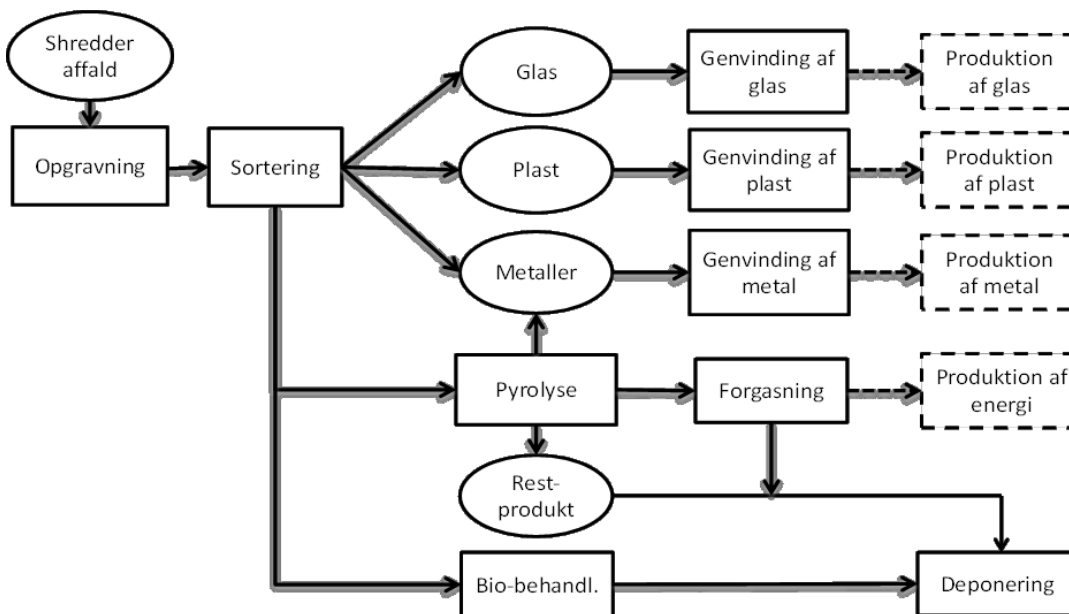 Shredder
affald
Opgravning
Sortering
Glas
Genvinding af
glas
Produktion
af glas
Plast
Genvinding af
plast
Produktion
af plast
Metaller
Genvinding af
metal
Produktion
af metal
Pyrolyse
Forgasning
Produktion af
energi
Rest-
produkt
Bio-behandl.
Deponering